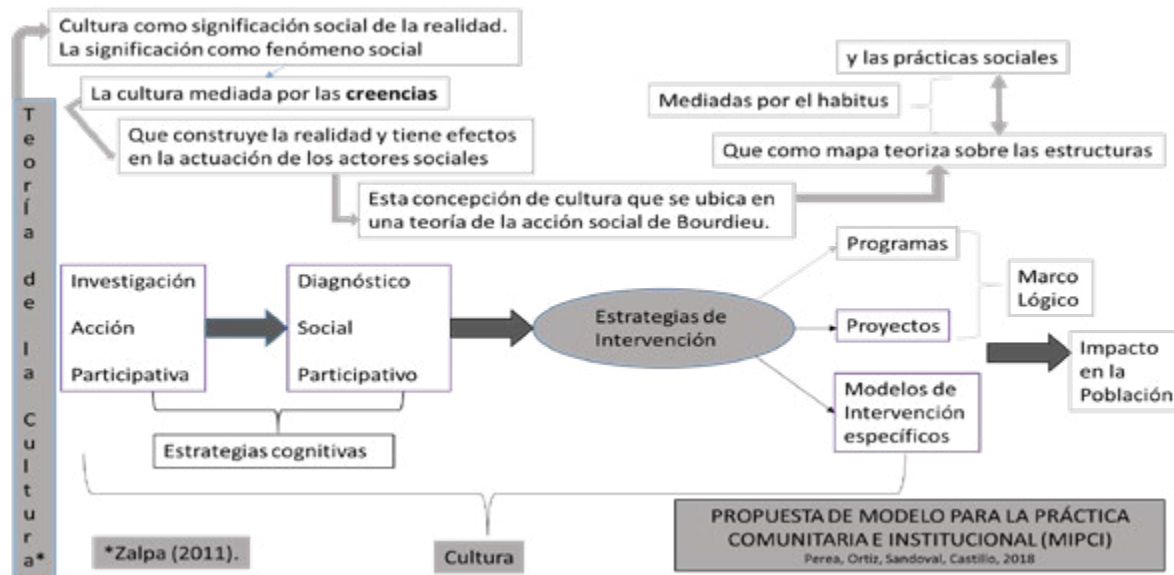 Teoría de la Cultura*
Cultura como significación social de la realidad.
La significación como fenómeno social
La cultura mediada por las creencias
Que construye la realidad y tiene efectos
en la actuación de los actores sociales
Esta concepción de cultura que se ubica en
una teoría de la acción social de Bourdieu.
y las prácticas sociales
Mediadas por el habitus
Que como mapa teoriza sobre las estructuras
Investigación
Acción
Participativa
Diagnóstico
Social
Participativo
Estrategias cognitivas
Estrategias de
Intervención
Programas
Proyectos
Modelos de
Intervención
específicos
Marco
Lógico
Impacto
en la
Población
*Zalpa (2011).
Cultura
PROPUESTA DE MODELO PARA LA PRÁCTICA
COMUNITARIA E INSTITUCIONAL (MIPCI)
Perea, Ortiz, Sandoval, Castillo, 2018